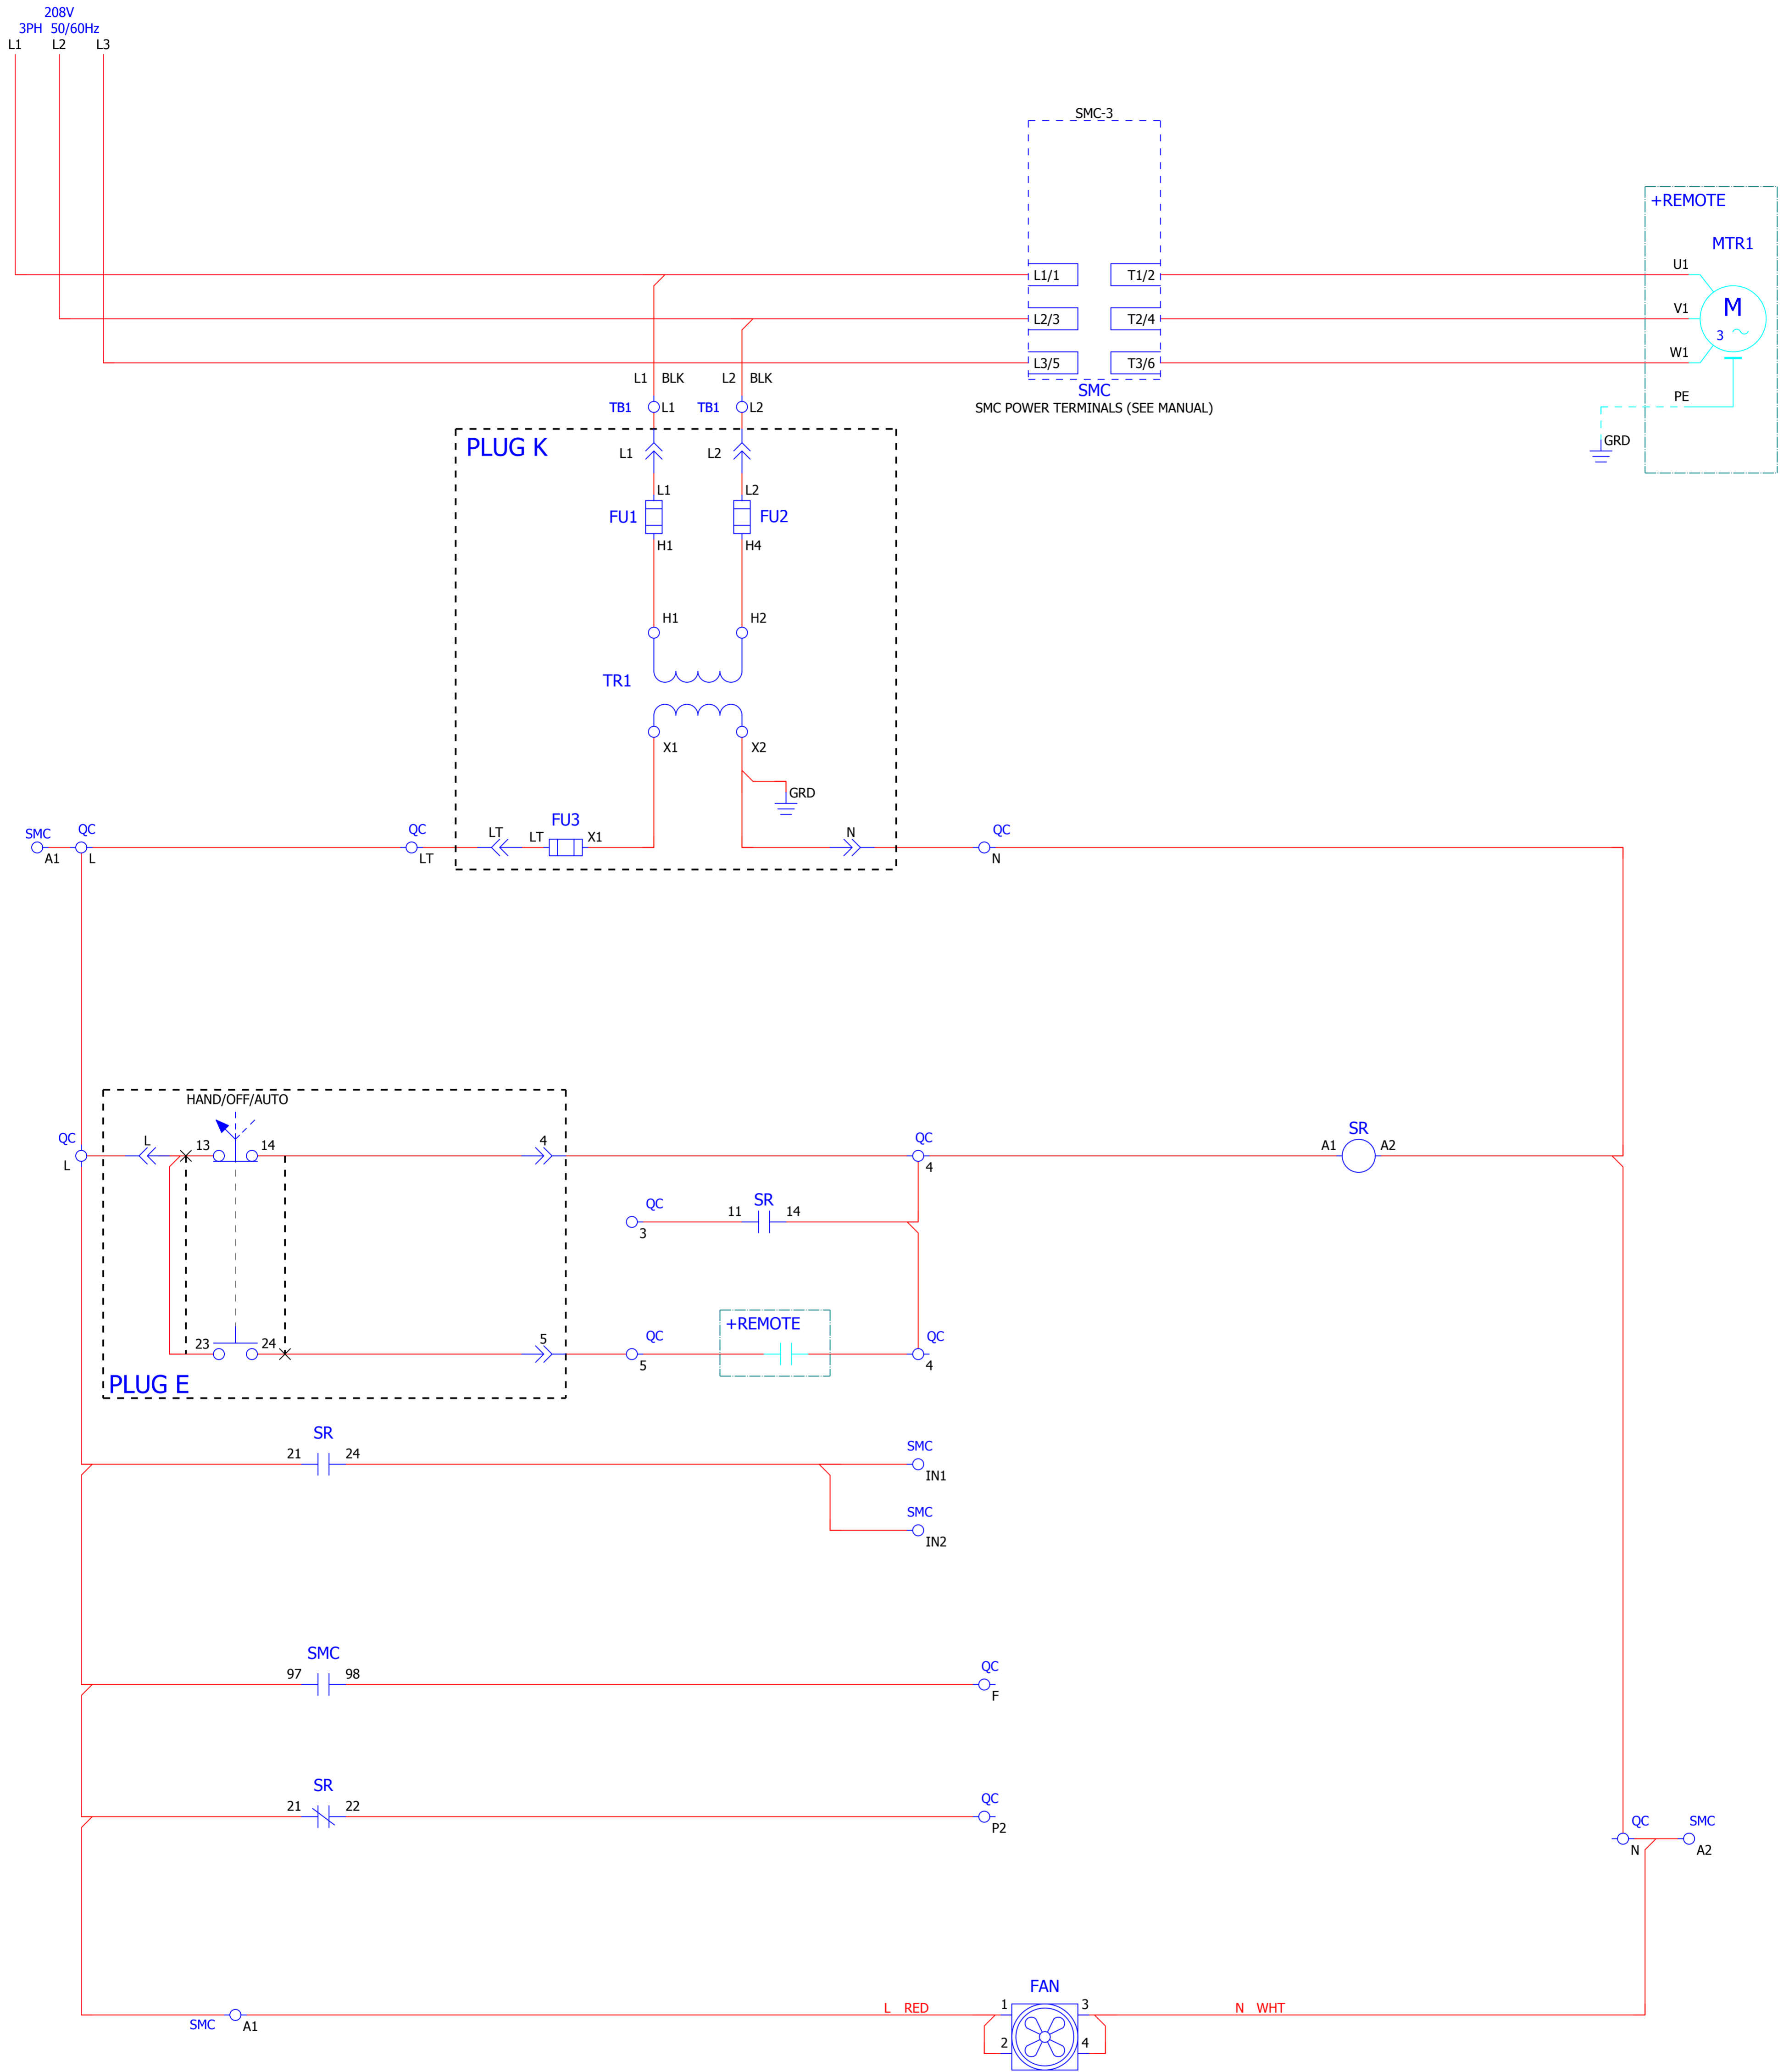 208V
3PH 50/60Hz
L1 L2 L3
SMC-3
+REMOTE
MTR1
U1
L1/1 T1/2
V1 M
L2/3 T2/4
3
W1
L3/5 T3/6
L1 BLK L2 BLK
SMC
PE
TB1 L1 TB1 L2
SMC POWER TERMINALS (SEE MANUAL)
GRD
PLUG K
L1 L2
L1 L2
FU1 FU2
H1 H4
H1 H2
TR1
X1 X2
GRD
FU3
SMC QC QC LT LT X1 N QC
A1 L LT N
HAND/OFF/AUTO
QC L 13 14 4 QC SR
A1 A2
L 4
QC SR
11 14
3
+REMOTE
23 24 5 QC QC
5 4
PLUG E
SR
21 24 SMC
IN1
SMC
IN2
SMC
97 98 QC
F
SR
21 22 QC
P2
QC SMC
N A2
FAN
L RED 1 3 N WHT
SMC A1
2 4